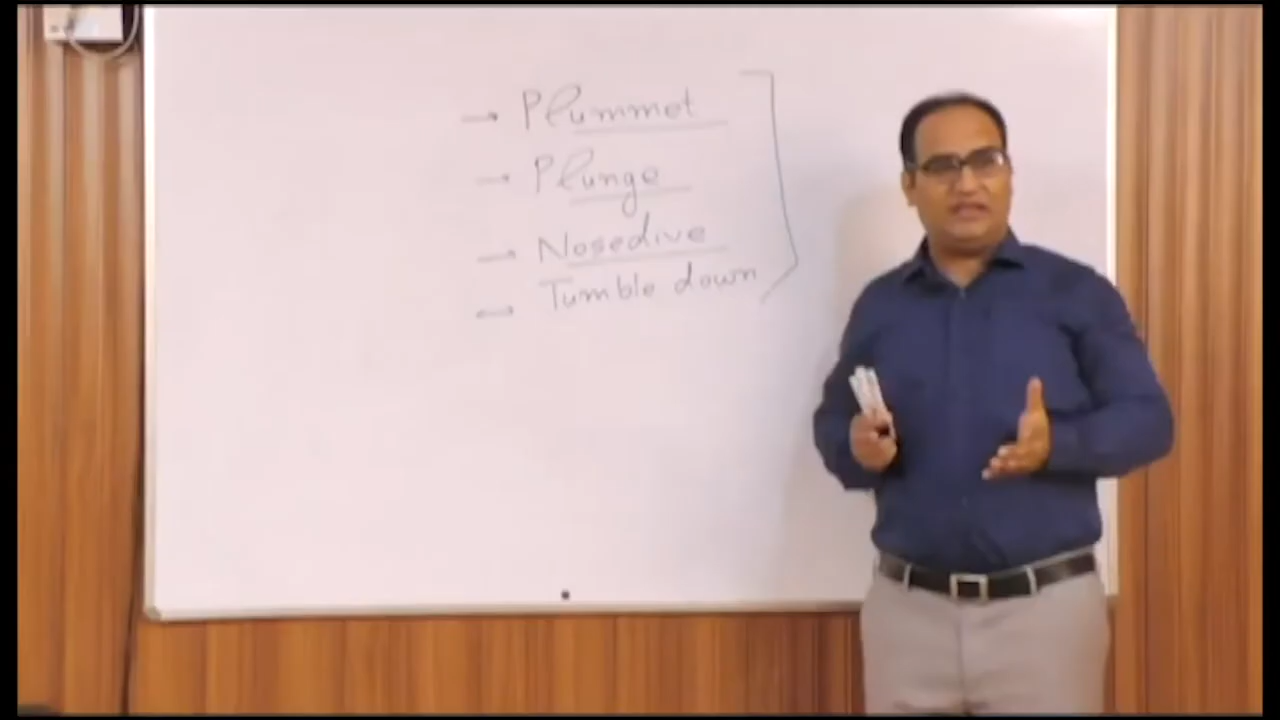 → Plummet
→ Plunge
→ Nosedive
→ Tumble down